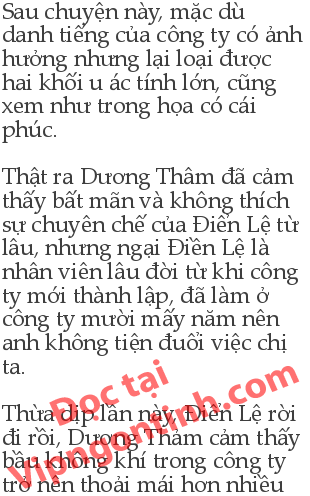 Sau chuyện này, mặc dù
danh tiếng của công ty có ảnh
hưởng nhưng lại loại được
hai khối u ác tính lớn, cũng
xem như trong họa có cái
phúc.
Thật ra Dương Thâm đã cảm
thấy bất mãn và không thích
sự chuyên chế của Điền Lệ từ
lâu, nhưng ngại Điền Lệ là
nhân viên lâu đời từ khi công
ty mới thành lập, đã làm ở
công ty mười mấy năm nên
anh không tiện đuổi việc chị
ta.
Đọc tại
Vipngontinh.com
Thừa dịp lần này, Điền Lệ rời
đi rồi, Dương Thâm cảm thấy
bầu không khí trong công ty
trở nên thoải mái hơn nhiều